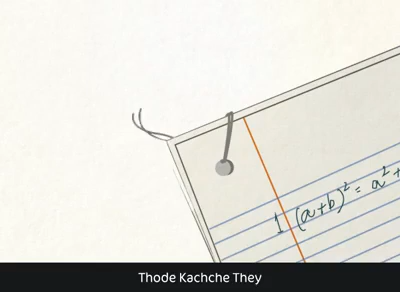 1 (a+b)² = a² +
Thode Kachche They